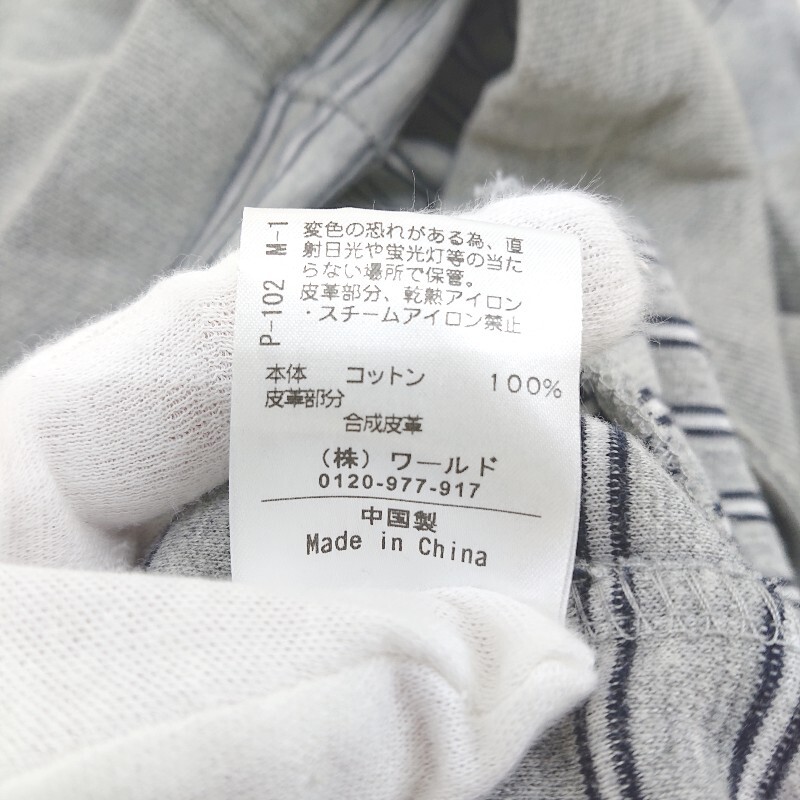 P-102 M-1
変色の恐れがある為、直
射日光や蛍光灯等の当た
らない場所で保管。
皮革部分、乾熱アイロン
・スチームアイロン禁止
本体 コットン 100%
皮革部分
合成皮革
(株) ワールド
0120-977-917
中国製
Made in China